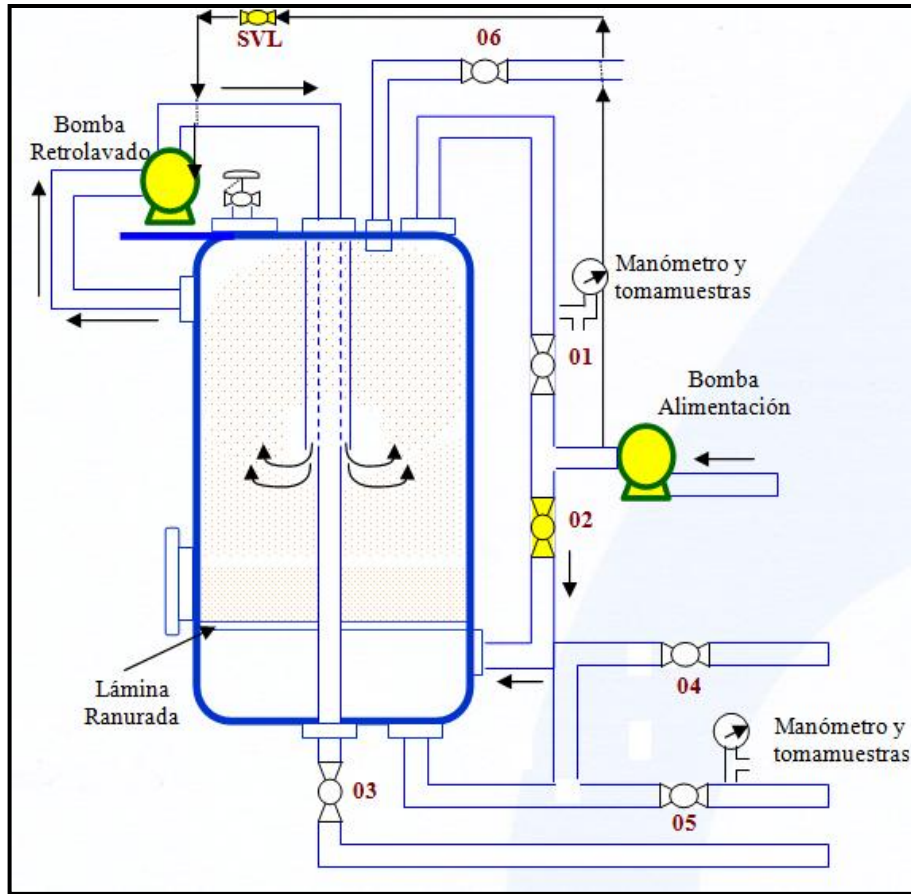 SVL
06
Bomba
Retrolavado
Manómetro y
tomamuestras
01
Bomba
Alimentación
02
Lámina
Ranurada
04
Manómetro y
tomamuestras
03
05